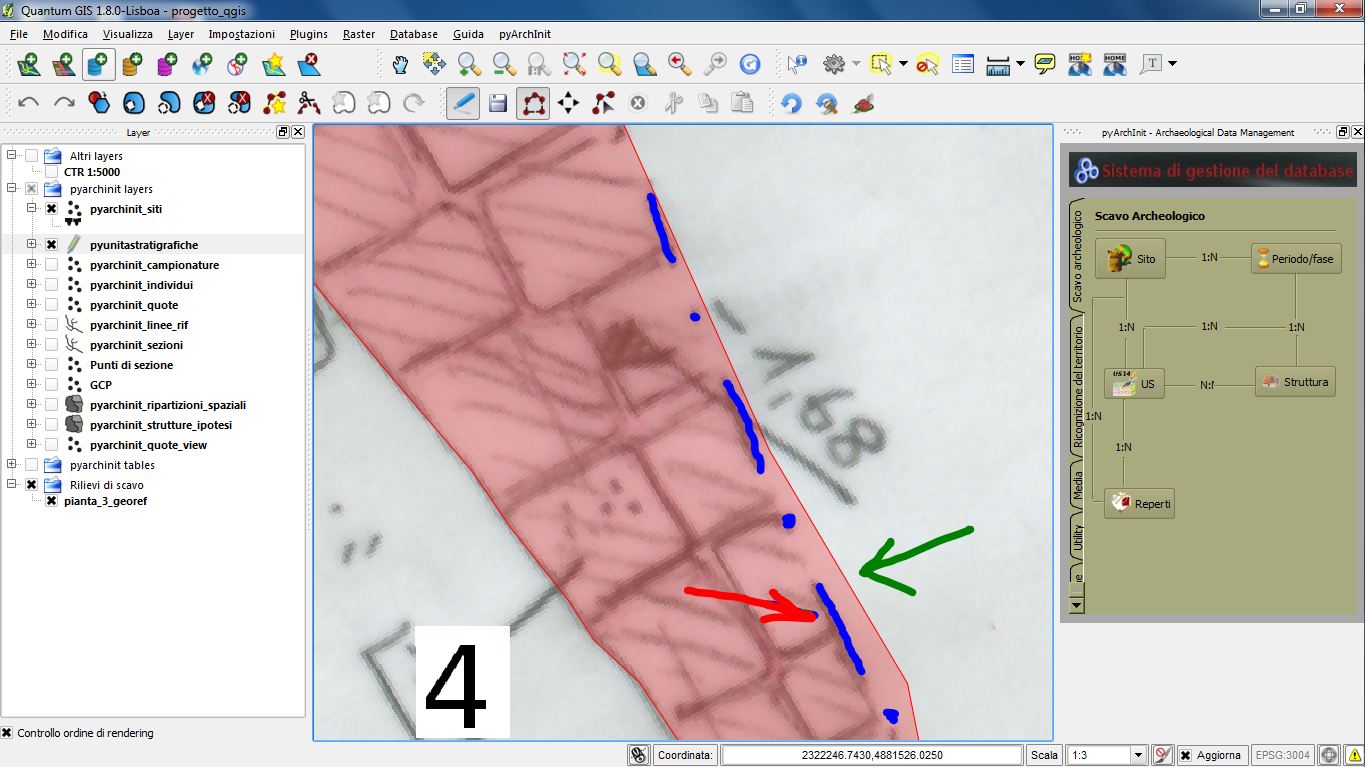 Quantum GIS 1.8.0-Lisboa - progetto_qgis
File Modifica Visualizza Layer Impostazioni Plugins Raster Database Guida pyArchInit
Layer
Altri layers
CTR 1:5000
pyarchinit layers
pyarchinit_siti
pyunitastratigrafiche
pyarchinit_campionature
pyarchinit_individui
pyarchinit_quote
pyarchinit_linee_rif
pyarchinit_sezioni
Punti di sezione
GCP
pyarchinit_ripartizioni_spaziali
pyarchinit_strutture_ipotesi
pyarchinit_quote_view
pyarchinit tables
Rilievi di scavo
pianta_3_georef
Controllo ordine di rendering
-1.68
4
pyArchInit - Archaeological Data Management
Sistema di gestione del database
Scavo archeologico
Ricognizione del territorio
Media
Utility
Scavo Archeologico
Sito
1:N
Periodo/fase
1:N
1:N
1:N
US
Struttura
1:N
1:N
Reperti
Coordinata:
2322246.7430,4881526.0250
Scala
1:3
Aggiorna
EPSG:3004